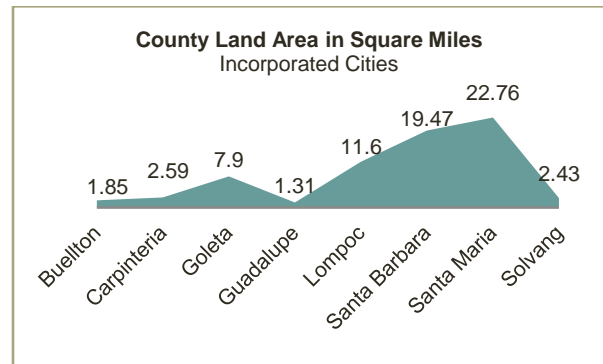 County Land Area in Square Miles
Incorporated Cities
1.85
2.59
7.9
1.31
11.6
19.47
22.76
2.43
Buellton
Carpinteria
Goleta
Guadalupe
Lompoc
Santa Barbara
Santa Maria
Solvang